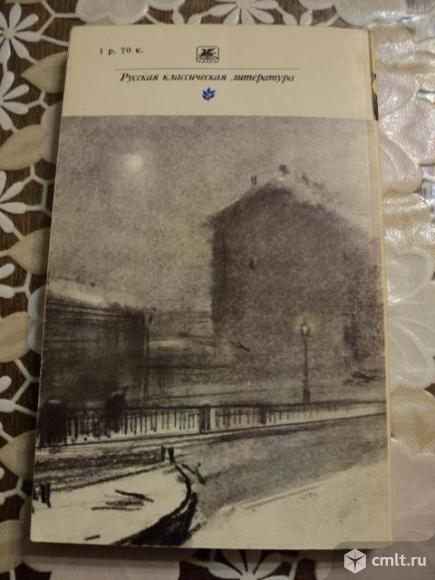 1 р. 70 к.
Русская классическая литература
cmlt.ru